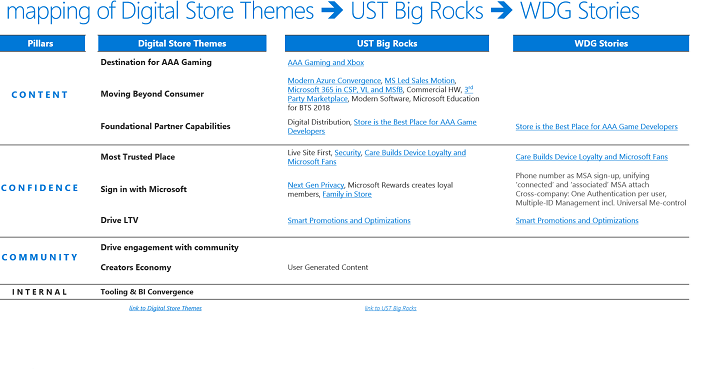 mapping of Digital Store Themes ➔ UST Big Rocks ➔ WDG Stories
Pillars
Digital Store Themes
UST Big Rocks
WDG Stories
CONTENT
Destination for AAA Gaming
AAA Gaming and Xbox
Moving Beyond Consumer
Modern Azure Convergence, MS Led Sales Motion,
Microsoft 365 in CSP, VL and MSfB, Commercial HW, 3rd
Party Marketplace, Modern Software, Microsoft Education
for BTS 2018
Foundational Partner Capabilities
Digital Distribution, Store is the Best Place for AAA Game
Developers
Store is the Best Place for AAA Game Developers
CONFIDENCE
Most Trusted Place
Live Site First, Security, Care Builds Device Loyalty and
Microsoft Fans
Care Builds Device Loyalty and Microsoft Fans
Sign in with Microsoft
Next Gen Privacy, Microsoft Rewards creates loyal
members, Family in Store
Phone number as MSA sign-up, unifying
'connected' and 'associated' MSA attach
Cross-company: One Authentication per user,
Multiple-ID Management incl. Universal Me-control
Drive LTV
Smart Promotions and Optimizations
Smart Promotions and Optimizations
COMMUNITY
Drive engagement with community
Creators Economy
User Generated Content
INTERNAL
Tooling & BI Convergence
link to Digital Store Themes
link to UST Big Rocks